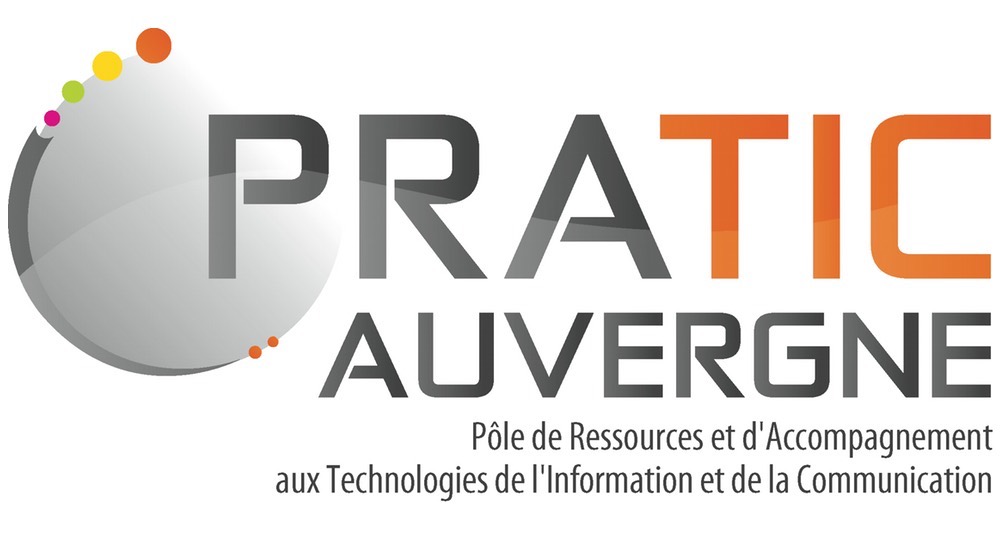 PRATIC
AUVERGNE
Pôle de Ressources et d'Accompagnement
aux Technologies de l'Information et de la Communication